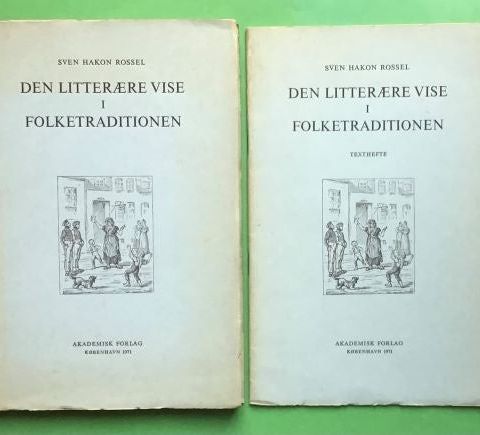 SVEN HAKON ROSSEL
DEN LITTERÆRE VISE
I
FOLKETRADITIONEN
AKADEMISK FORLAG
KØBENHAVN 1971
SVEN HAKON ROSSEL
DEN LITTERÆRE VISE
I
FOLKETRADITIONEN
TEXTHEFTE
AKADEMISK FORLAG
KØBENHAVN 1971